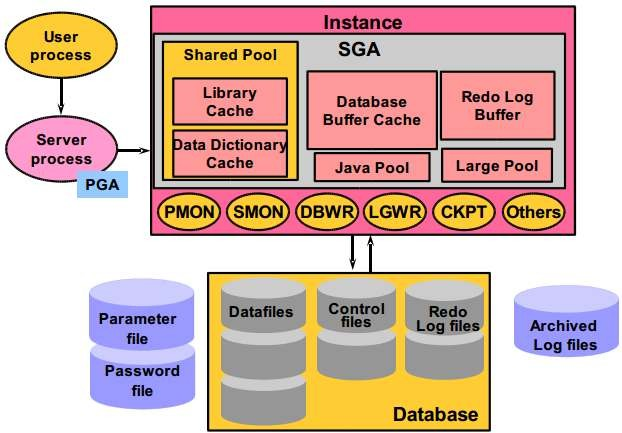 User
process
Server
process
PGA
Instance
SGA
Shared Pool
Library
Cache
Data Dictionary
Cache
Database
Buffer Cache
Redo Log
Buffer
Java Pool
Large Pool
PMON
SMON
DBWR
LGWR
CKPT
Others
Parameter
file
Password
file
Datafiles
Control
files
Redo
Log files
Database
Archived
Log files